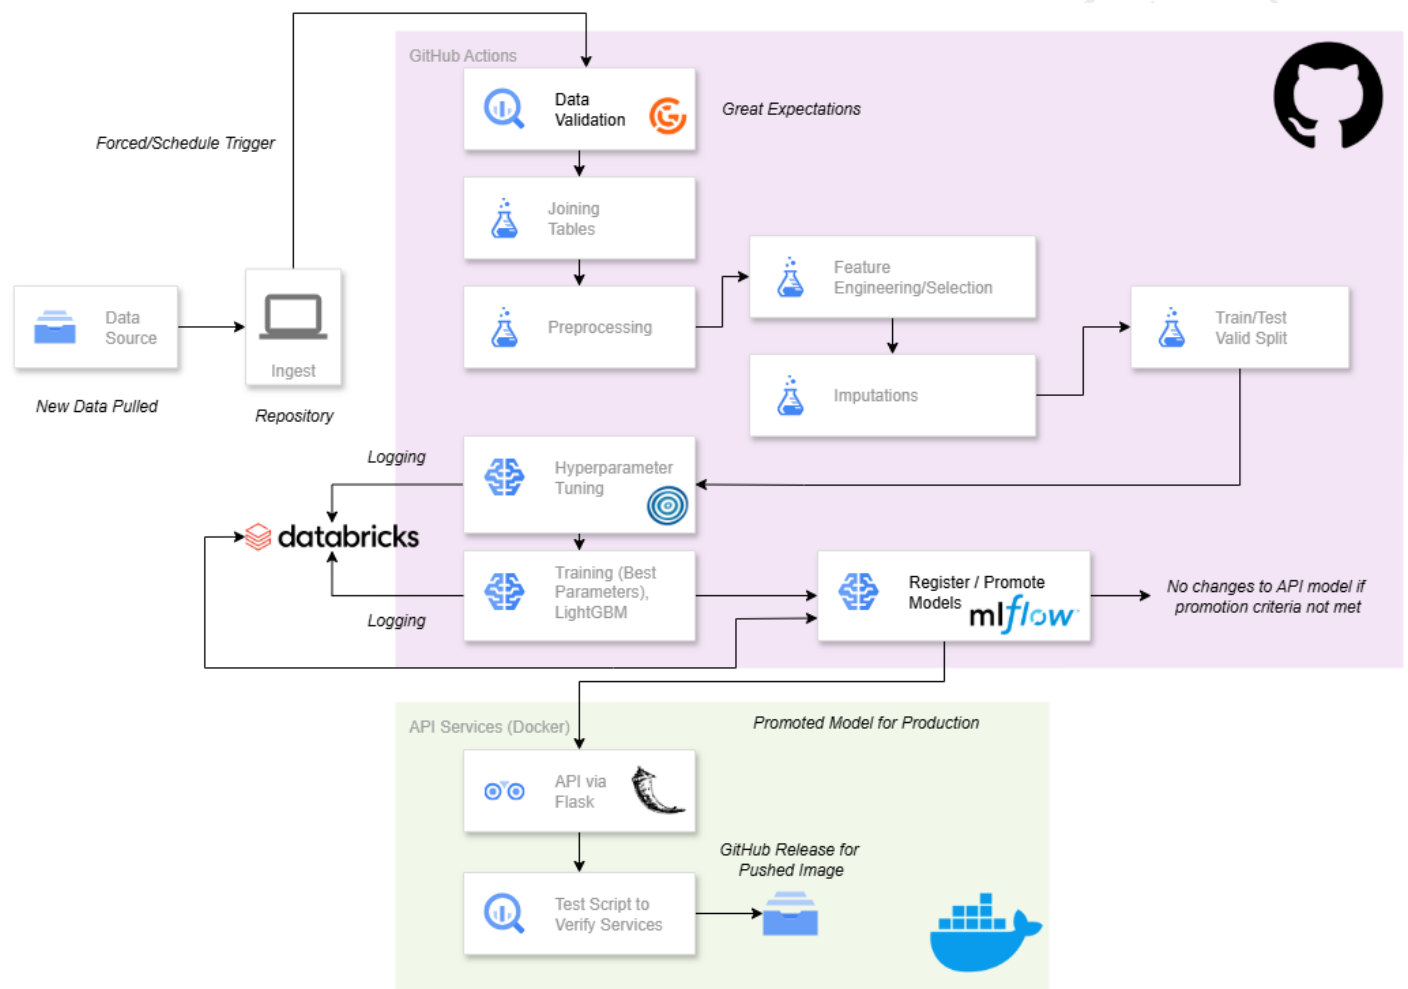 GitHub Actions
Data
Validation
Great Expectations
Forced/Schedule Trigger
Joining
Tables
Feature
Engineering/Selection
Data
Source
Ingest
Preprocessing
Train/Test
Valid Split
New Data Pulled
Repository
Imputations
Logging
Hyperparameter
Tuning
databricks
Training (Best
Parameters),
LightGBM
Logging
Register / Promote
Models
mlflow
No changes to API model if
promotion criteria not met
API Services (Docker)
Promoted Model for Production
API via
Flask
GitHub Release for
Pushed Image
Test Script to
Verify Services